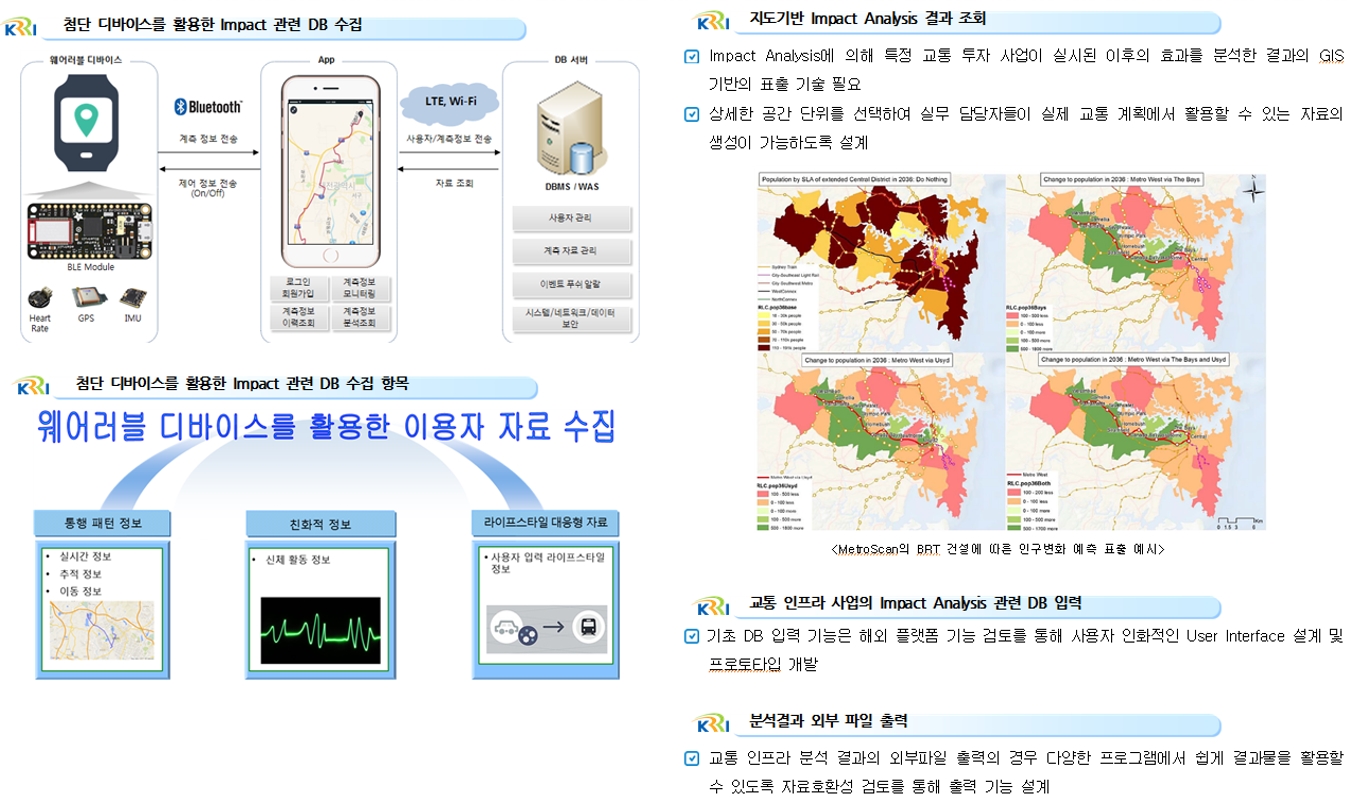 KRRI 첨단 디바이스를 활용한 Impact 관련 DB 수집
웨어러블 디바이스
Bluetooth
계측 정보 전송
제어 정보 전송
(On/Off)
BLE Module
Heart
Rate
GPS
IMU
App
로그인
회원가입
계측정보
모니터링
계측정보
이력조회
계측정보
분석조회
LTE, Wi-Fi
사용자/계측정보 전송
자료 조회
DB 서버
DBMS / WAS
사용자 관리
계측 자료 관리
이벤트 푸쉬 알람
시스템/네트워크/데이터
보안
KRRI 첨단 디바이스를 활용한 Impact 관련 DB 수집 항목
웨어러블 디바이스를 활용한 이용자 자료 수집
통행 패턴 정보
• 실시간 정보
• 추적 정보
• 이동 정보
친화적 정보
• 신체 활동 정보
라이프스타일 대응형 자료
• 사용자 입력 라이프스타일
정보
KRRI 지도기반 Impact Analysis 결과 조회
Impact Analysis에 의해 특정 교통 투자 사업이 실시된 이후의 효과를 분석한 결과의 GIS
기반의 표출 기술 필요
상세한 공간 단위를 선택하여 실무 담당자들이 실제 교통 계획에서 활용할 수 있는 자료의
생성이 가능하도록 설계
Population by SLA of extended Central District in 2036: Do Nothing
Sydney Train
City Southeast Light Rail
City Southwest Metro
WestConnex
NorthConnex
RLC.pop36base
Change to population in 2036 : Metro West via The Bays
RLC.pop36Bays
100 - 500 less
0 - 100 less
0 - 100 more
100 - 500 more
500 - 1800 more
Change to population in 2036 : Metro West via Usyd
Metro West via Usyd
RLC.pop36Usyd
100 - 500 less
0 - 100 less
0 - 100 more
100 - 500 more
500 - 1800 more
Change to population in 2036 : Metro West via The Bays and Usyd
Metro West
RLC.pop36Both
100 - 200 less
0 - 100 less
0 - 100 more
100 - 500 more
500 - 1700 more
<MetroScan의 BRT 건설에 따른 인구변화 예측 표출 예시>
KRRI 교통 인프라 사업의 Impact Analysis 관련 DB 입력
기초 DB 입력 기능은 해외 플랫폼 기능 검토를 통해 사용자 인화적인 User Interface 설계 및
프로토타입 개발
KRRI 분석결과 외부 파일 출력
교통 인프라 분석 결과의 외부파일 출력의 경우 다양한 프로그램에서 쉽게 결과물을 활용할
수 있도록 자료호환성 검토를 통해 출력 기능 설계